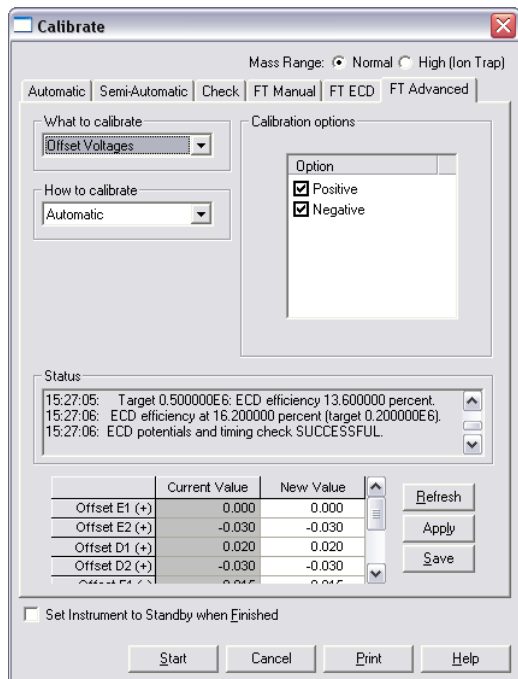 Calibrate
Mass Range: Normal High (Ion Trap)
Automatic Semi-Automatic Check FT Manual FT ECD FT Advanced
What to calibrate
Offset Voltages
How to calibrate
Automatic
Calibration options
Option
Positive
Negative
Status
15:27:05: Target 0.500000E6: ECD efficiency 13.600000 percent.
15:27:06: ECD efficiency at 16.200000 percent (target 0.200000E6).
15:27:06: ECD potentials and timing check SUCCESSFUL.
Current Value New Value
Offset E1 (+) 0.000 0.000
Offset E2 (+) -0.030 -0.030
Offset D1 (+) 0.020 0.020
Offset D2 (+) -0.030 -0.030
Refresh
Apply
Save
Set Instrument to Standby when Finished
Start Cancel Print Help